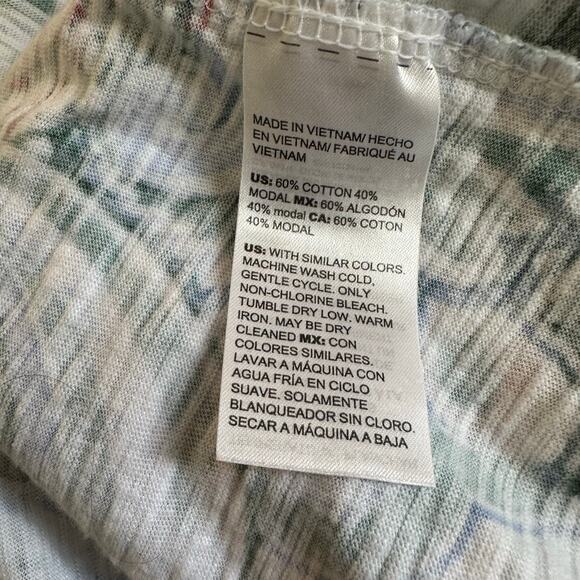 MADE IN VIETNAM/ HECHO
EN VIETNAM/ FABRIQUÉ AU
VIETNAM
US: 60% COTTON 40%
MODAL MX: 60% ALGODÓN
40% modal CA: 60% COTON
40% MODAL
US: WITH SIMILAR COLORS.
MACHINE WASH COLD,
GENTLE CYCLE. ONLY
NON-CHLORINE BLEACH.
TUMBLE DRY LOW. WARM
IRON. MAY BE DRY
CLEANED MX: CON
COLORES SIMILARES.
LAVAR A MÁQUINA CON
AGUA FRÍA EN CICLO
SUAVE. SOLAMENTE
BLANQUEADOR SIN CLORO.
SECAR A MÁQUINA A BAJA